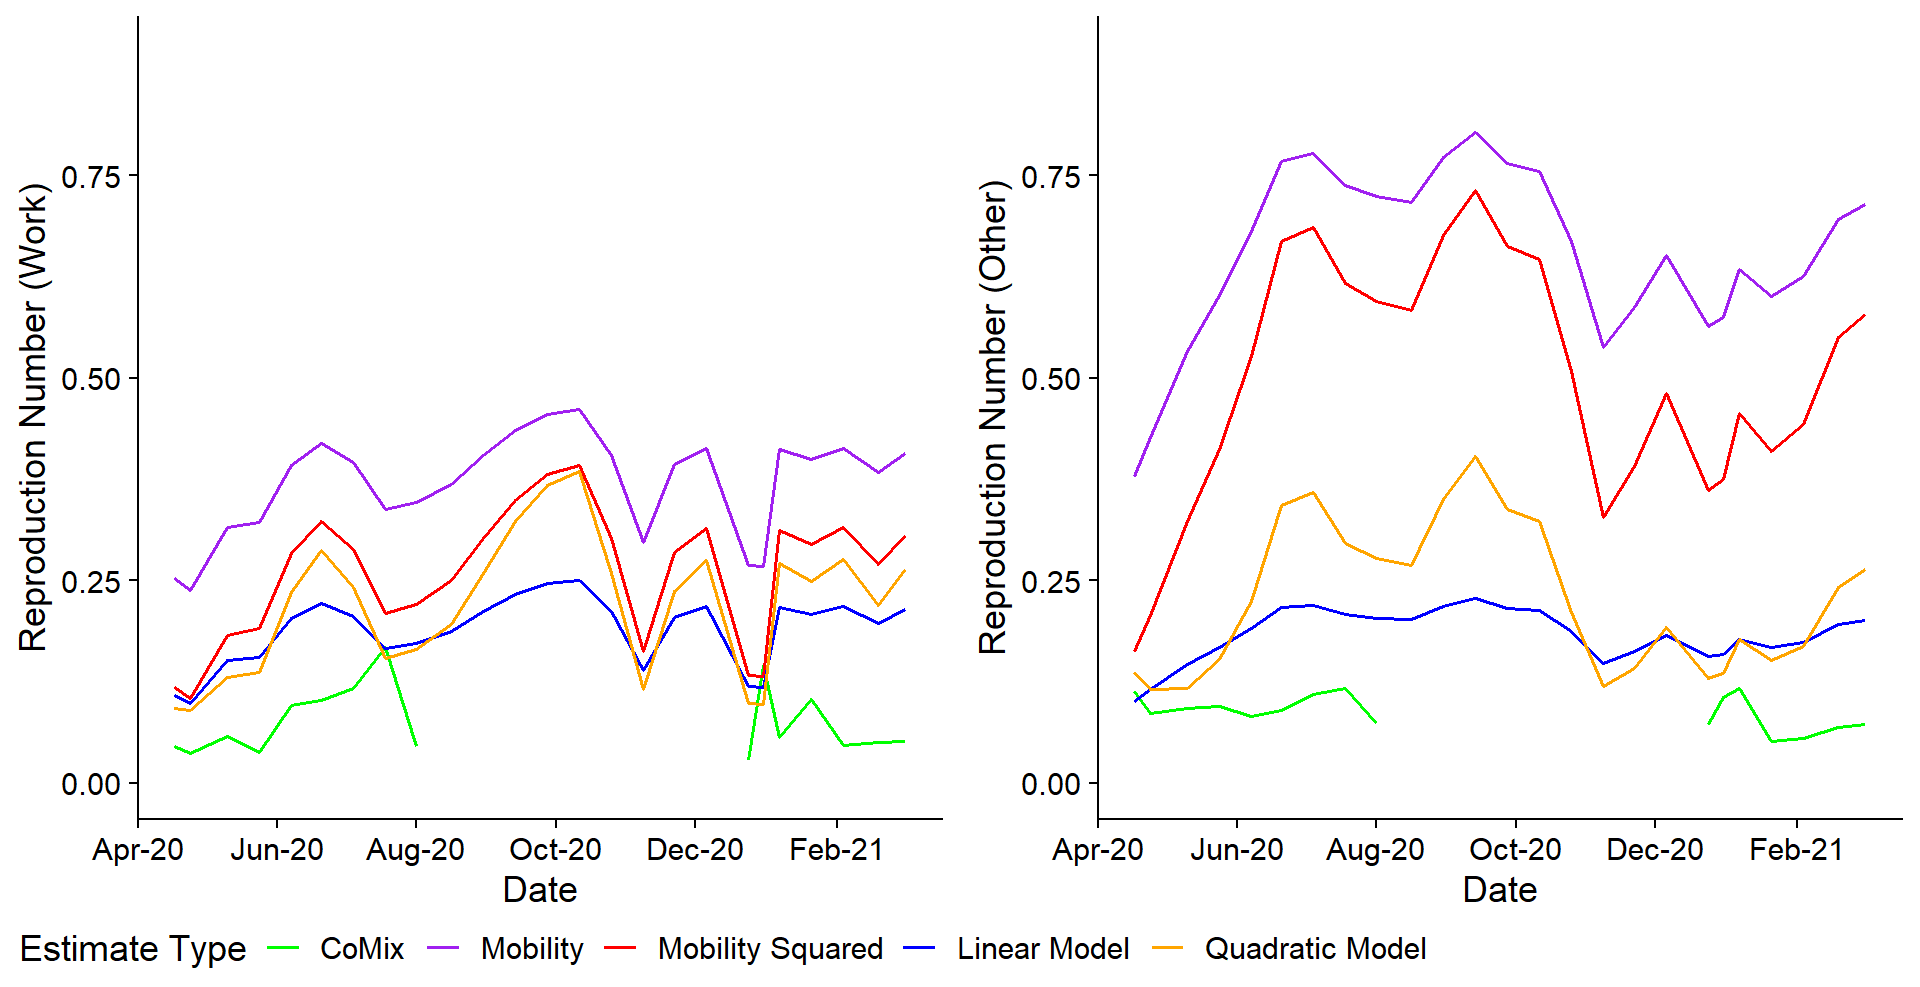 Reproduction Number (Work)
0.75
0.50
0.25
0.00
Apr-20 Jun-20 Aug-20 Oct-20 Dec-20 Feb-21
Date
Reproduction Number (Other)
0.75
0.50
0.25
0.00
Apr-20 Jun-20 Aug-20 Oct-20 Dec-20 Feb-21
Date
Estimate Type CoMix Mobility Mobility Squared Linear Model Quadratic Model